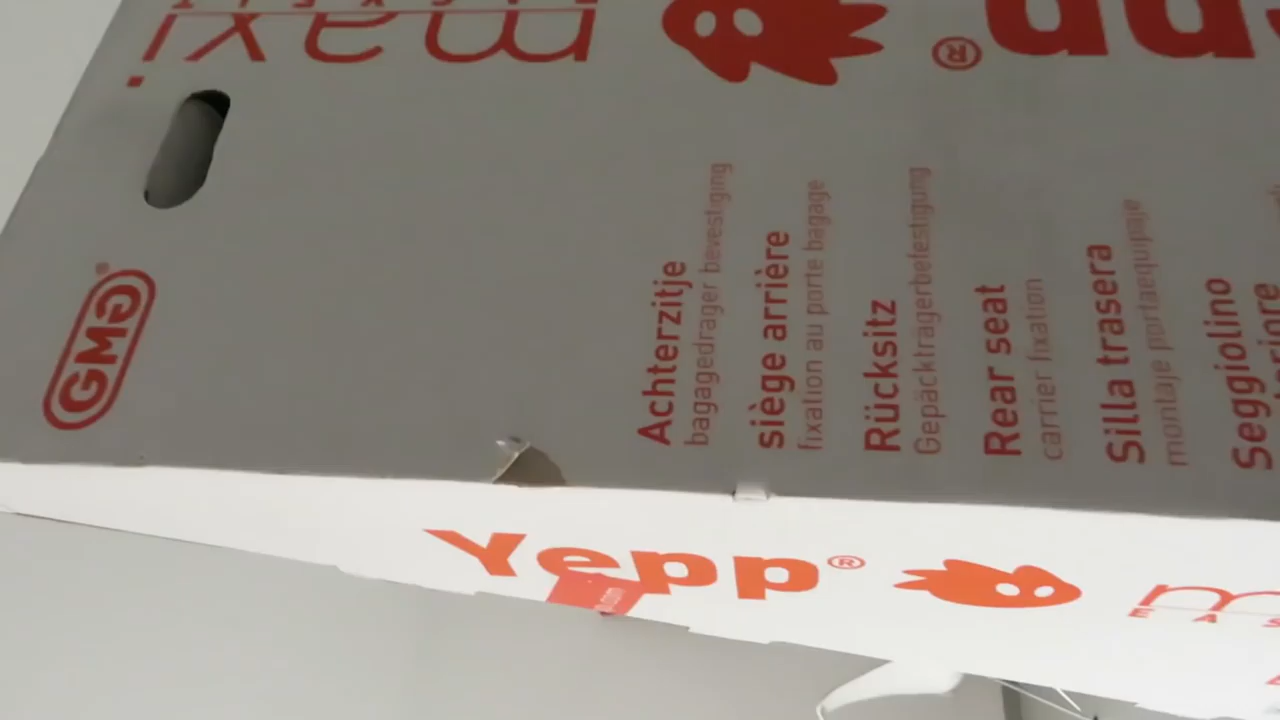 maxi
®
GMG®
Achterzitje
bagagedrager bevestiging
siège arrière
fixation au porte bagage
Rücksitz
Gepäckträgerbefestigung
Rear seat
carrier fixation
Silla trasera
montaje portaequipaje
Seggiolino
Yepp®